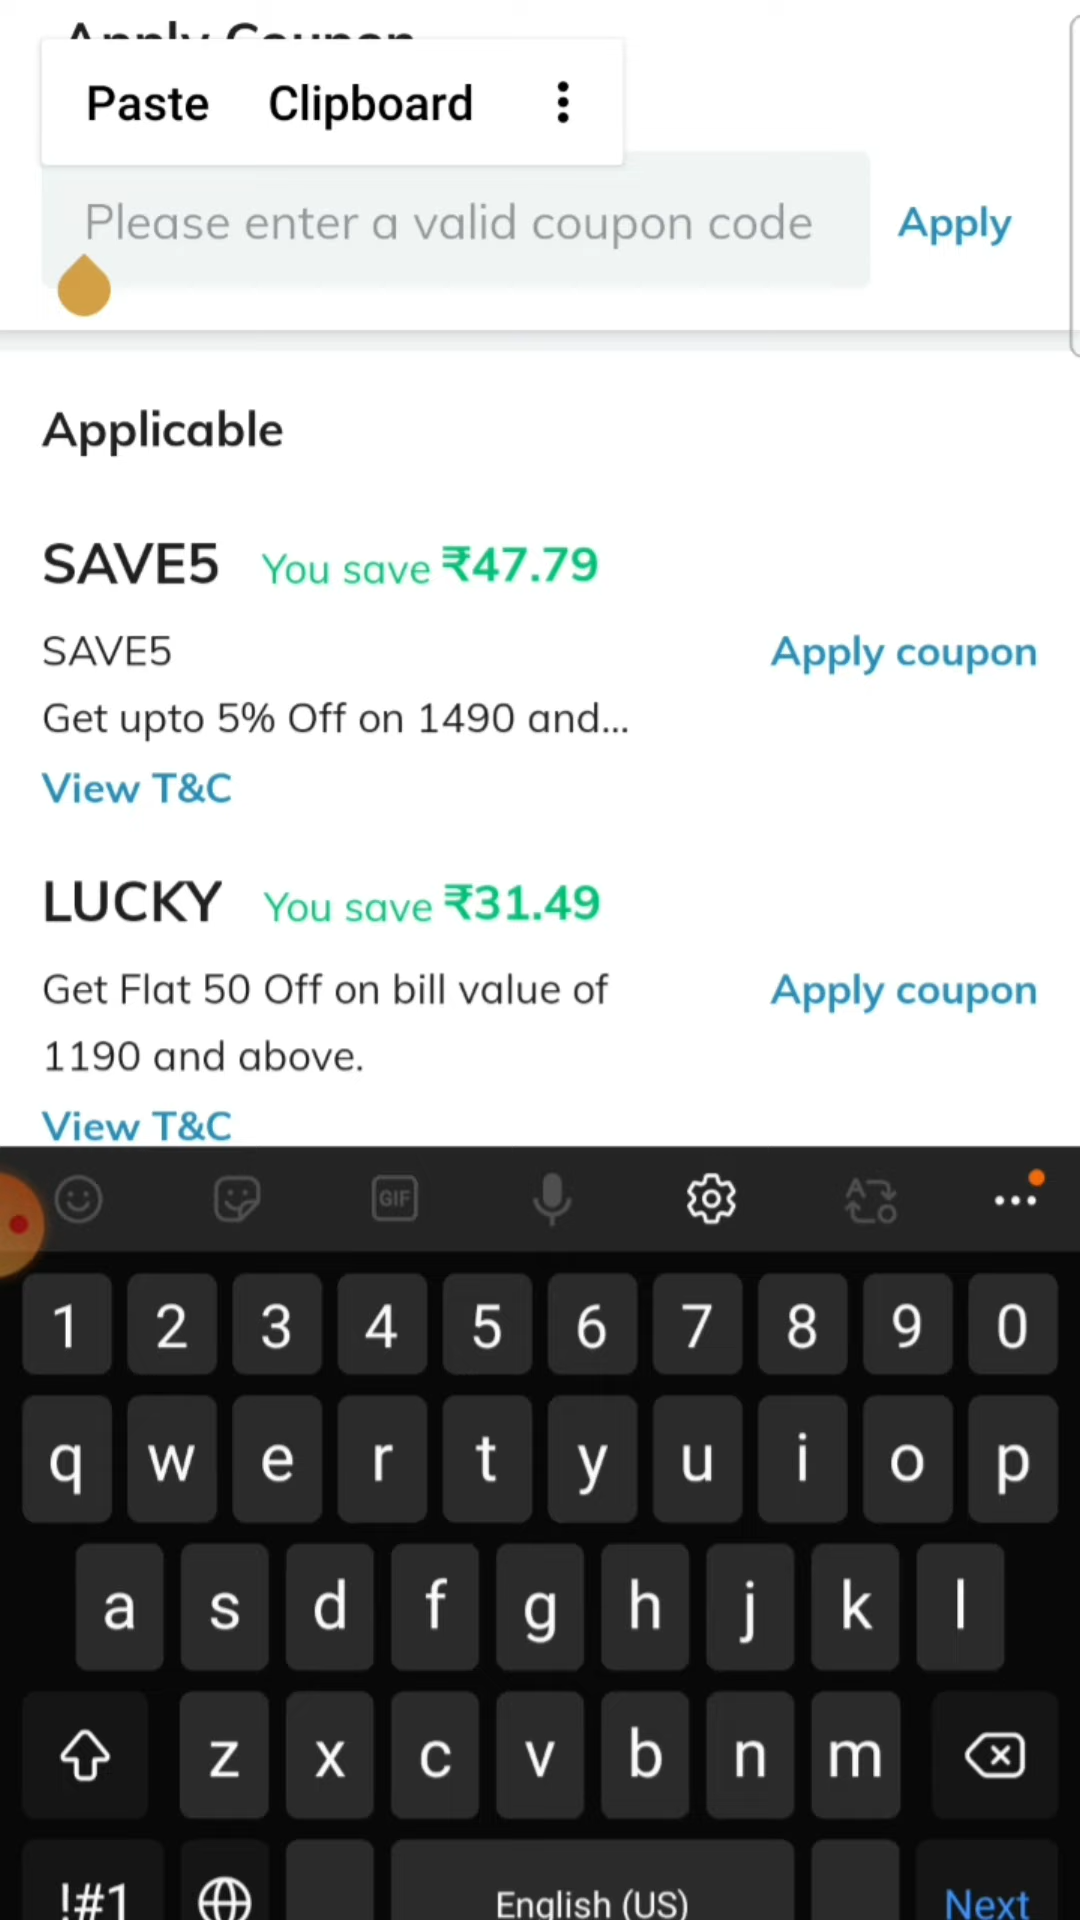 Apply Coupon
Paste Clipboard
Please enter a valid coupon code Apply
Applicable
SAVE5 You save ₹47.79
SAVE5 Apply coupon
Get upto 5% Off on 1490 and...
View T&C
LUCKY You save ₹31.49
Get Flat 50 Off on bill value of Apply coupon
1190 and above.
View T&C
GIF
1 2 3 4 5 6 7 8 9 0
q w e r t y u i o p
a s d f g h j k l
z x c v b n m
!#1 English (US) Next